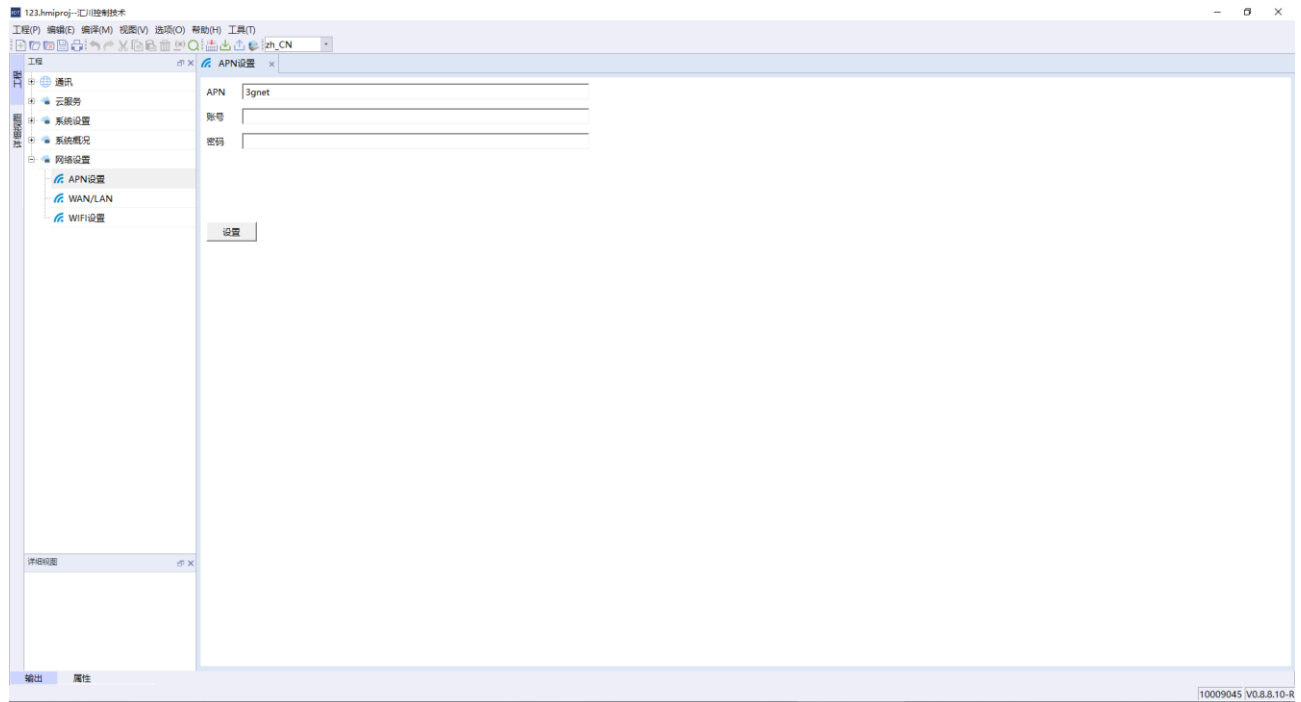 123.hmiproj--汇川控制技术
工程(P) 编辑(E) 编译(M) 视图(V) 选项(O) 帮助(H) 工具(T)
zh_CN
工程
APN设置
工程
通讯
云服务
系统设置
系统概况
网络设置
APN设置
WAN/LAN
WIFI设置
APN 3gnet
账号
密码
设置
详细视图
输出 属性
10009045 V0.8.8.10-R